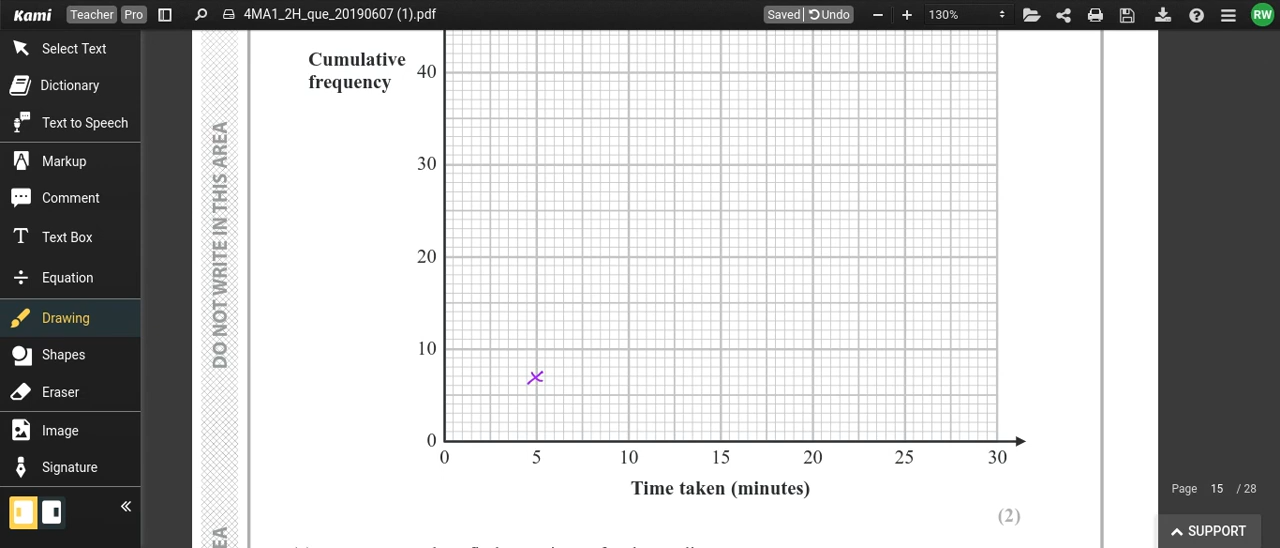 Kami Teacher Pro 4MA1_2H_que_20190607 (1).pdf Saved Undo 130% RW
Select Text
Dictionary
Text to Speech
Markup
Comment
Text Box
Equation
Drawing
Shapes
Eraser
Image
Signature
DO NOT WRITE IN THIS AREA
EA
Cumulative
frequency
40
30
20
10
0
0 5 10 15 20 25 30
Time taken (minutes)
(2)
Page 15 / 28
SUPPORT